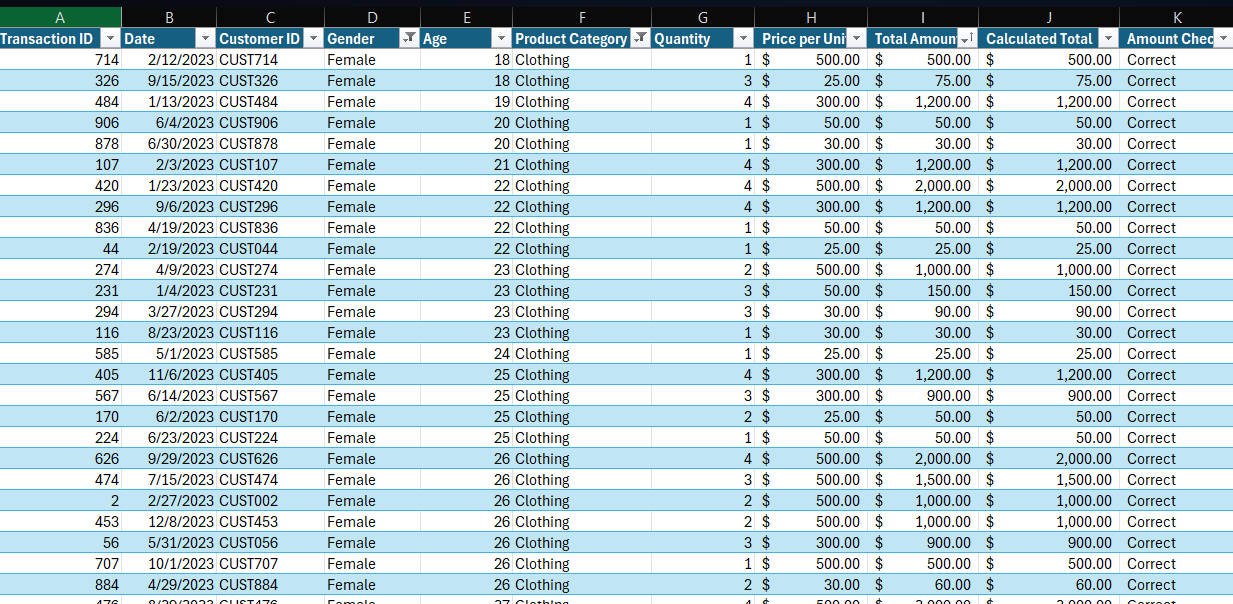 A B C D E F G H I J K
Transaction ID Date Customer ID Gender Age Product Category Quantity Price per Uni Total Amoun Calculated Total Amount Chec
714 2/12/2023 CUST714 Female 18 Clothing 1 $ 500.00 $ 500.00 $ 500.00 Correct
326 9/15/2023 CUST326 Female 18 Clothing 3 $ 25.00 $ 75.00 $ 75.00 Correct
484 1/13/2023 CUST484 Female 19 Clothing 4 $ 300.00 $ 1,200.00 $ 1,200.00 Correct
906 6/4/2023 CUST906 Female 20 Clothing 1 $ 50.00 $ 50.00 $ 50.00 Correct
878 6/30/2023 CUST878 Female 20 Clothing 1 $ 30.00 $ 30.00 $ 30.00 Correct
107 2/3/2023 CUST107 Female 21 Clothing 4 $ 300.00 $ 1,200.00 $ 1,200.00 Correct
420 1/23/2023 CUST420 Female 22 Clothing 4 $ 500.00 $ 2,000.00 $ 2,000.00 Correct
296 9/6/2023 CUST296 Female 22 Clothing 4 $ 300.00 $ 1,200.00 $ 1,200.00 Correct
836 4/19/2023 CUST836 Female 22 Clothing 1 $ 50.00 $ 50.00 $ 50.00 Correct
44 2/19/2023 CUST044 Female 22 Clothing 1 $ 25.00 $ 25.00 $ 25.00 Correct
274 4/9/2023 CUST274 Female 23 Clothing 2 $ 500.00 $ 1,000.00 $ 1,000.00 Correct
231 1/4/2023 CUST231 Female 23 Clothing 3 $ 50.00 $ 150.00 $ 150.00 Correct
294 3/27/2023 CUST294 Female 23 Clothing 3 $ 30.00 $ 90.00 $ 90.00 Correct
116 8/23/2023 CUST116 Female 23 Clothing 1 $ 30.00 $ 30.00 $ 30.00 Correct
585 5/1/2023 CUST585 Female 24 Clothing 1 $ 25.00 $ 25.00 $ 25.00 Correct
405 11/6/2023 CUST405 Female 25 Clothing 4 $ 300.00 $ 1,200.00 $ 1,200.00 Correct
567 6/14/2023 CUST567 Female 25 Clothing 3 $ 300.00 $ 900.00 $ 900.00 Correct
170 6/2/2023 CUST170 Female 25 Clothing 2 $ 25.00 $ 50.00 $ 50.00 Correct
224 6/23/2023 CUST224 Female 25 Clothing 1 $ 50.00 $ 50.00 $ 50.00 Correct
626 9/29/2023 CUST626 Female 26 Clothing 4 $ 500.00 $ 2,000.00 $ 2,000.00 Correct
474 7/15/2023 CUST474 Female 26 Clothing 3 $ 500.00 $ 1,500.00 $ 1,500.00 Correct
2 2/27/2023 CUST002 Female 26 Clothing 2 $ 500.00 $ 1,000.00 $ 1,000.00 Correct
453 12/8/2023 CUST453 Female 26 Clothing 2 $ 500.00 $ 1,000.00 $ 1,000.00 Correct
56 5/31/2023 CUST056 Female 26 Clothing 3 $ 300.00 $ 900.00 $ 900.00 Correct
707 10/1/2023 CUST707 Female 26 Clothing 1 $ 500.00 $ 500.00 $ 500.00 Correct
884 4/29/2023 CUST884 Female 26 Clothing 2 $ 30.00 $ 60.00 $ 60.00 Correct